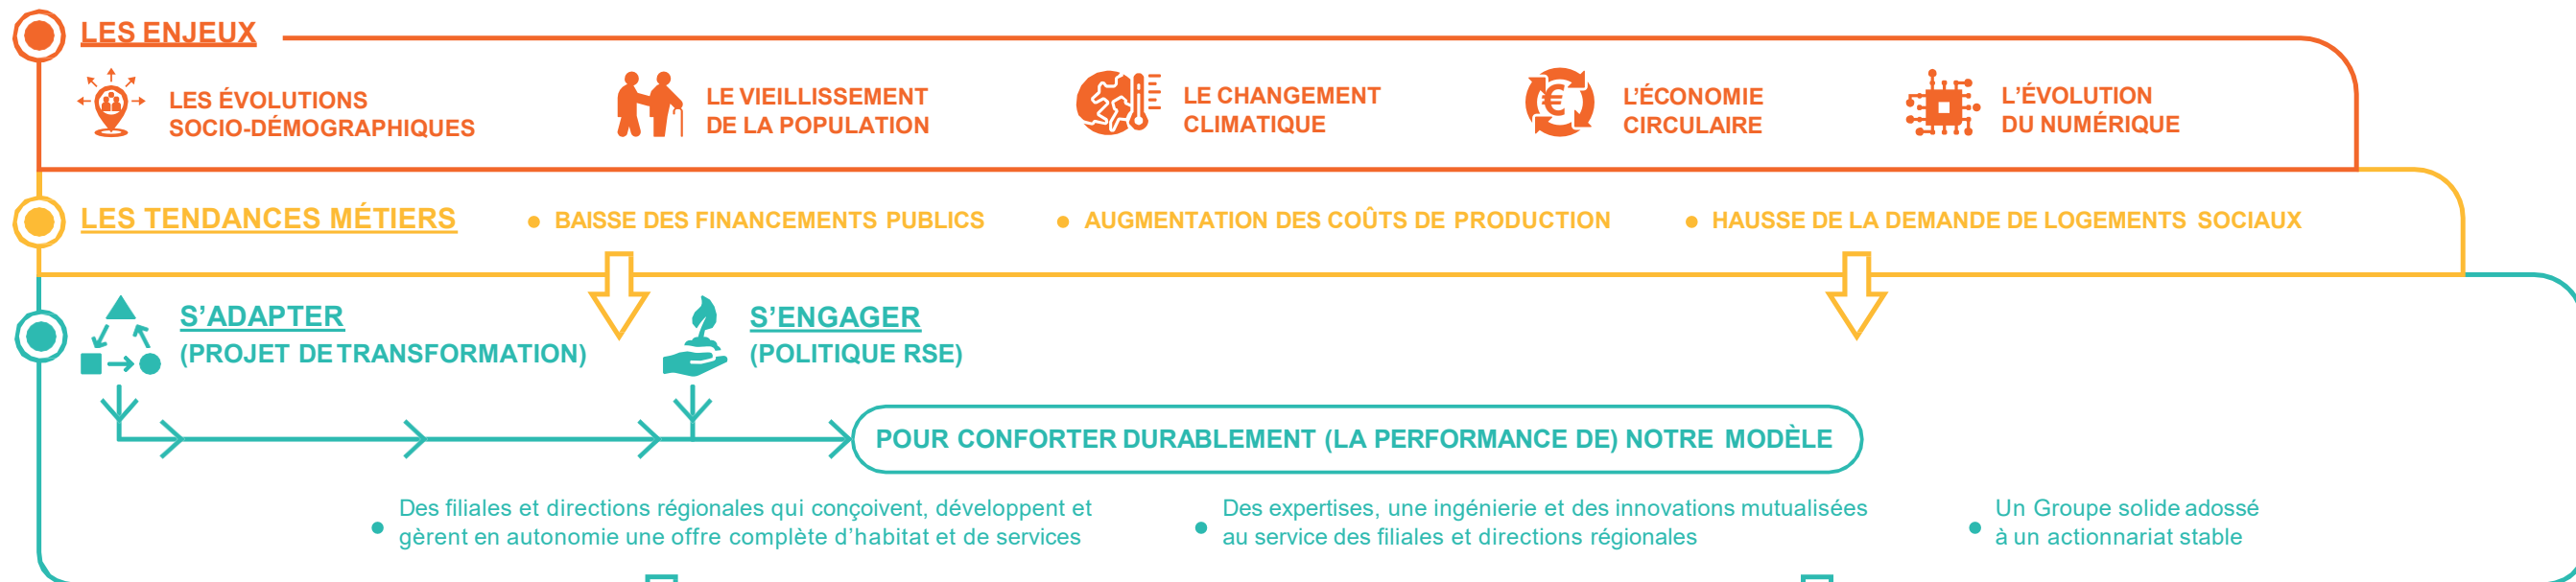 LES ENJEUX
LES ÉVOLUTIONS
SOCIO-DÉMOGRAPHIQUES
LE VIEILLISSEMENT
DE LA POPULATION
LE CHANGEMENT
CLIMATIQUE
L'ÉCONOMIE
CIRCULAIRE
L'ÉVOLUTION
DU NUMÉRIQUE
LES TENDANCES MÉTIERS
• BAISSE DES FINANCEMENTS PUBLICS
• AUGMENTATION DES COÛTS DE PRODUCTION
• HAUSSE DE LA DEMANDE DE LOGEMENTS SOCIAUX
S'ADAPTER
(PROJET DE TRANSFORMATION)
S'ENGAGER
(POLITIQUE RSE)
POUR CONFORTER DURABLEMENT (LA PERFORMANCE DE) NOTRE MODÈLE
• Des filiales et directions régionales qui conçoivent, développent et
gèrent en autonomie une offre complète d'habitat et de services
• Des expertises, une ingénierie et des innovations mutualisées
au service des filiales et directions régionales
• Un Groupe solide adossé
à un actionnariat stable